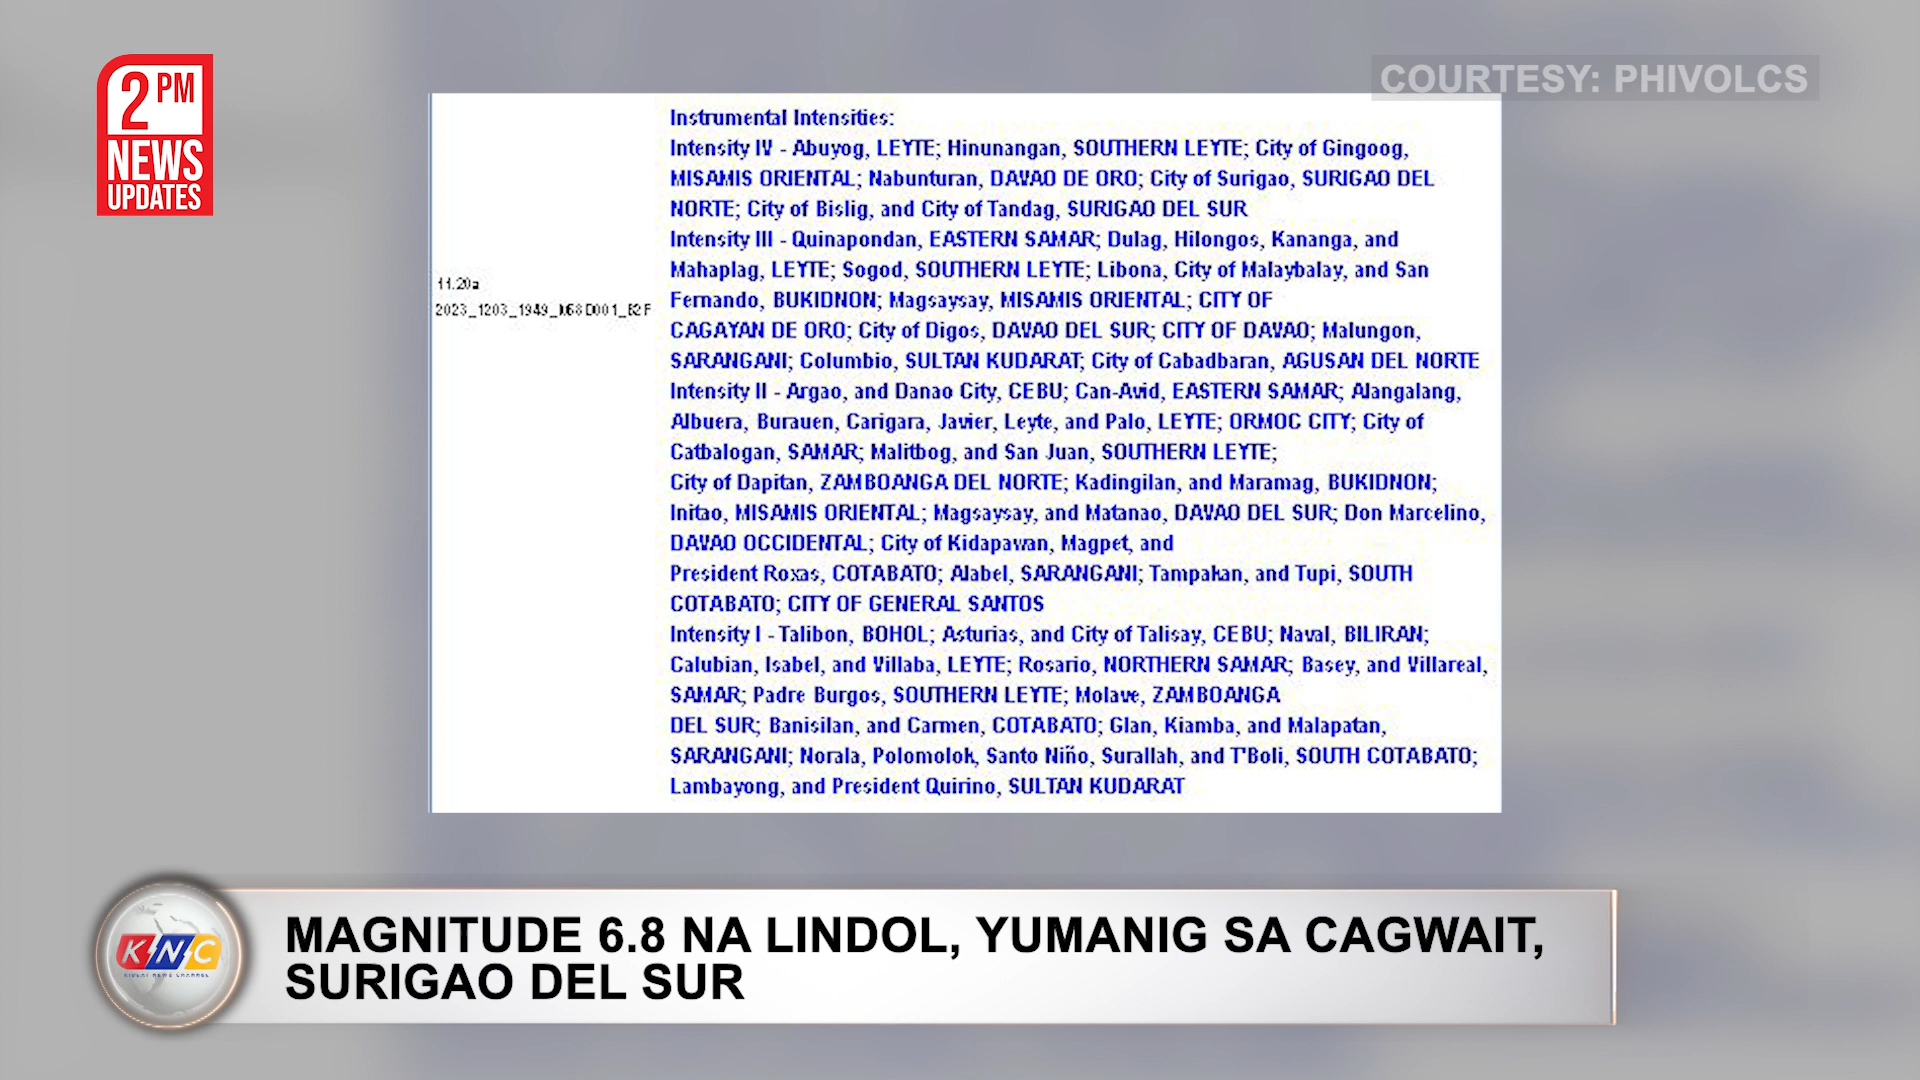 2 PM
NEWS
UPDATES
COURTESY: PHIVOLCS
Instrumental Intensities:
Intensity IV - Abuyog, LEYTE; Hinunangan, SOUTHERN LEYTE; City of Gingoog,
MISAMIS ORIENTAL; Nabunturan, DAVAO DE ORO; City of Surigao, SURIGAO DEL
NORTE; City of Bislig, and City of Tandag, SURIGAO DEL SUR
Intensity III - Quinapondan, EASTERN SAMAR; Dulag, Hilongos, Kananga, and
Mahaplag, LEYTE; Sogod, SOUTHERN LEYTE; Libona, City of Malaybalay, and San
Fernando, BUKIDNON; Magsaysay, MISAMIS ORIENTAL; CITY OF
CAGAYAN DE ORO; City of Digos, DAVAO DEL SUR; CITY OF DAVAO; Malungon,
SARANGANI; Columbio, SULTAN KUDARAT; City of Cabadbaran, AGUSAN DEL NORTE
Intensity II - Argao, and Danao City, CEBU; Can-Avid, EASTERN SAMAR; Alangalang,
Albuera, Burauen, Carigara, Javier, Leyte, and Palo, LEYTE; ORMOC CITY; City of
Catbalogan, SAMAR; Malitbog, and San Juan, SOUTHERN LEYTE;
City of Dapitan, ZAMBOANGA DEL NORTE; Kadingilan, and Maramag, BUKIDNON;
Initao, MISAMIS ORIENTAL; Magsaysay, and Matanao, DAVAO DEL SUR; Don Marcelino,
DAVAO OCCIDENTAL; City of Kidapawan, Magpet, and
President Roxas, COTABATO; Alabel, SARANGANI; Tampakan, and Tupi, SOUTH
COTABATO; CITY OF GENERAL SANTOS
Intensity I - Talibon, BOHOL; Asturias, and City of Talisay, CEBU; Naval, BILIRAN;
Calubian, Isabel, and Villaba, LEYTE; Rosario, NORTHERN SAMAR; Basey, and Villareal,
SAMAR; Padre Burgos, SOUTHERN LEYTE; Molave, ZAMBOANGA
DEL SUR; Banisilan, and Carmen, COTABATO; Glan, Kiamba, and Malapatan,
SARANGANI; Norala, Polomolok, Santo Niño, Surallah, and T'Boli, SOUTH COTABATO;
Lambayong, and President Quirino, SULTAN KUDARAT
KNC
MAGNITUDE 6.8 NA LINDOL, YUMANIG SA CAGWAIT,
SURIGAO DEL SUR